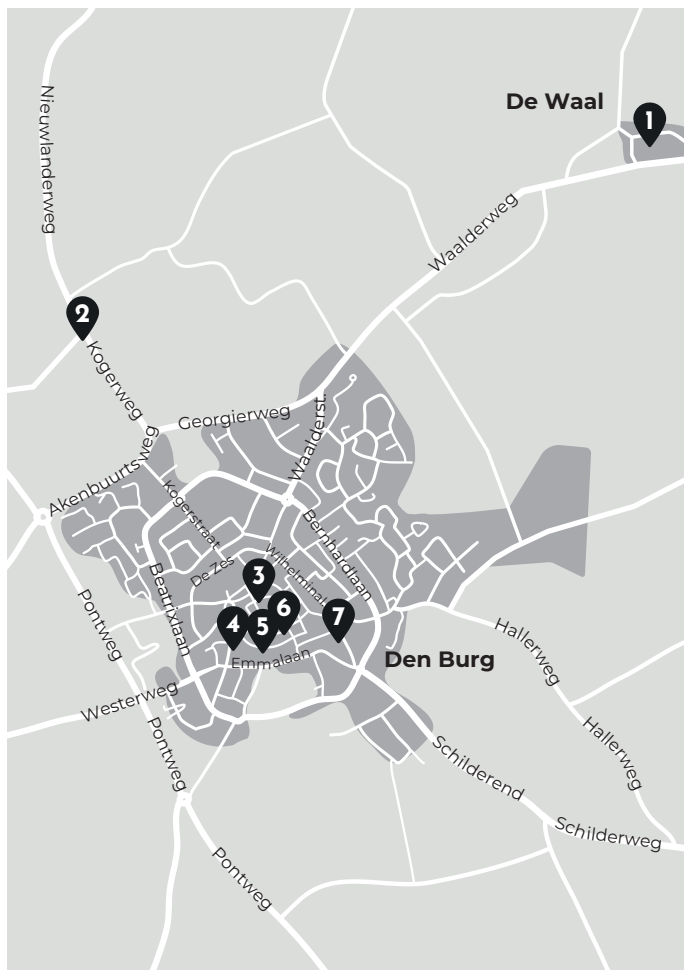 De Waal
1
Nieuwlanderweg
Waalderweg
2
Kogerweg
Georgierweg
Waalderst.
Akenbuurtsweg
Kogerstraat
Bernhardlaan
De Zes
Wilhelminal
Beatrixlaan
3
6
4
5
7
Pontweg
Emmalaan
Den Burg
Hallerweg
Westerweg
Pontweg
Hallerweg
Schilderend
Schilderweg
Pontweg